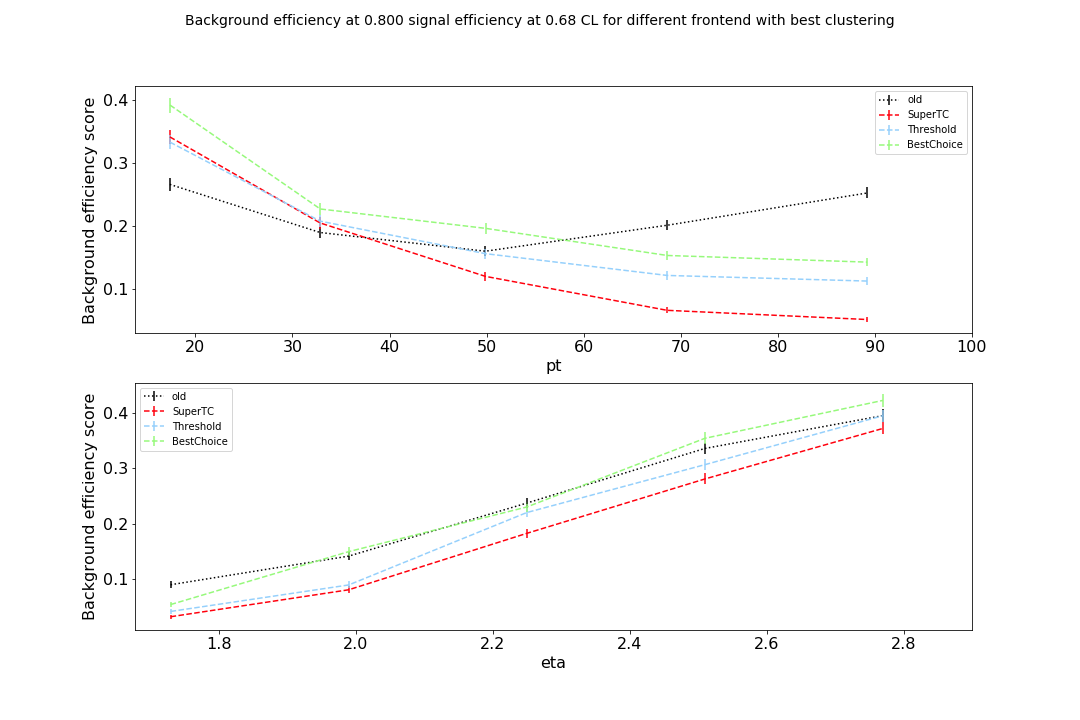 Background efficiency at 0.800 signal efficiency at 0.68 CL for different frontend with best clustering
Background efficiency score
0.4
0.3
0.2
0.1
old
SuperTC
Threshold
BestChoice
20 30 40 50 60 70 80 90 100
pt
Background efficiency score
0.4
0.3
0.2
0.1
old
SuperTC
Threshold
BestChoice
1.8 2.0 2.2 2.4 2.6 2.8
eta